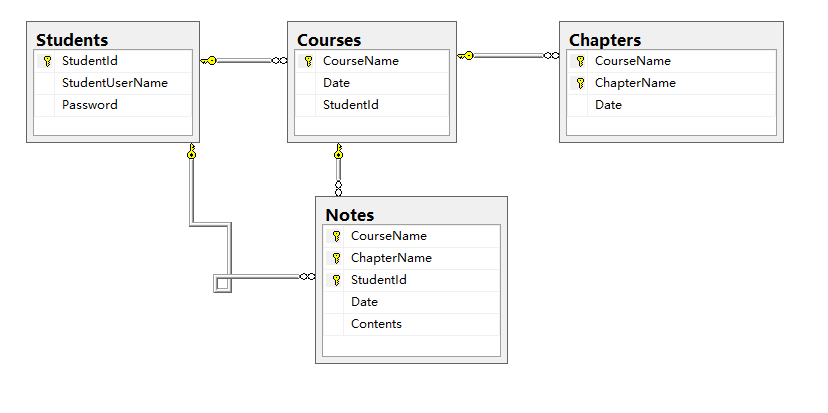 Students
StudentId
StudentUserName
Password
Courses
CourseName
Date
StudentId
Chapters
CourseName
ChapterName
Date
Notes
CourseName
ChapterName
StudentId
Date
Contents